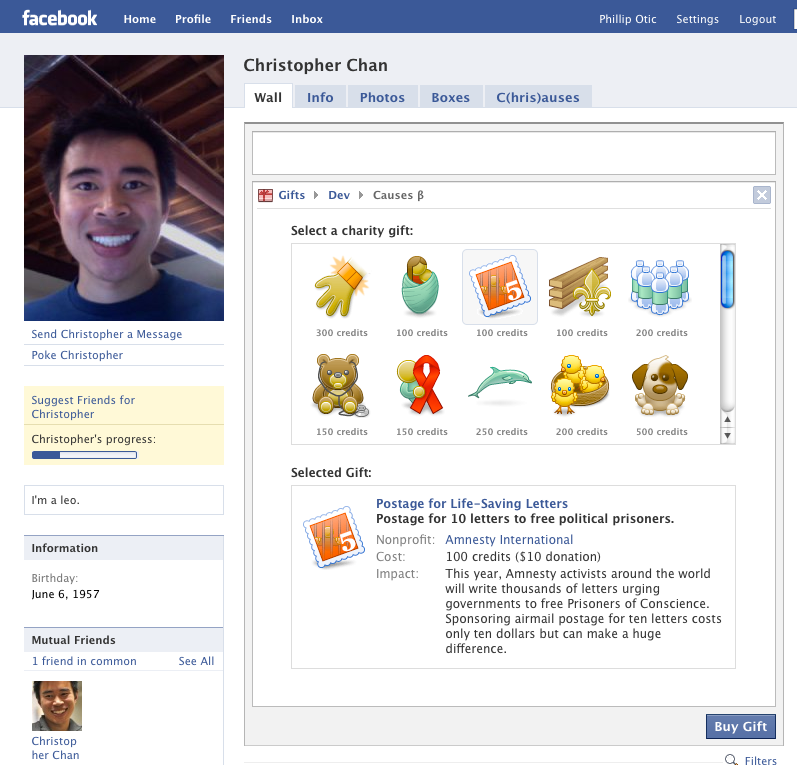 facebook Home Profile Friends Inbox Phillip Otic Settings Logout
Christopher Chan
Wall Info Photos Boxes C(hris)auses
Send Christopher a Message
Poke Christopher
Suggest Friends for
Christopher
Christopher's progress:
I'm a leo.
Information
Birthday:
June 6, 1957
Mutual Friends
1 friend in common See All
Christop
her Chan
Gifts Dev Causes β
Select a charity gift:
5
300 credits 100 credits 100 credits 100 credits 200 credits
150 credits 150 credits 250 credits 200 credits 500 credits
Selected Gift:
5
Postage for Life-Saving Letters
Postage for 10 letters to free political prisoners.
Nonprofit: Amnesty International
Cost: 100 credits ($10 donation)
Impact: This year, Amnesty activists around the world
will write thousands of letters urging
governments to free Prisoners of Conscience.
Sponsoring airmail postage for ten letters costs
only ten dollars but can make a huge
difference.
Buy Gift
Filters